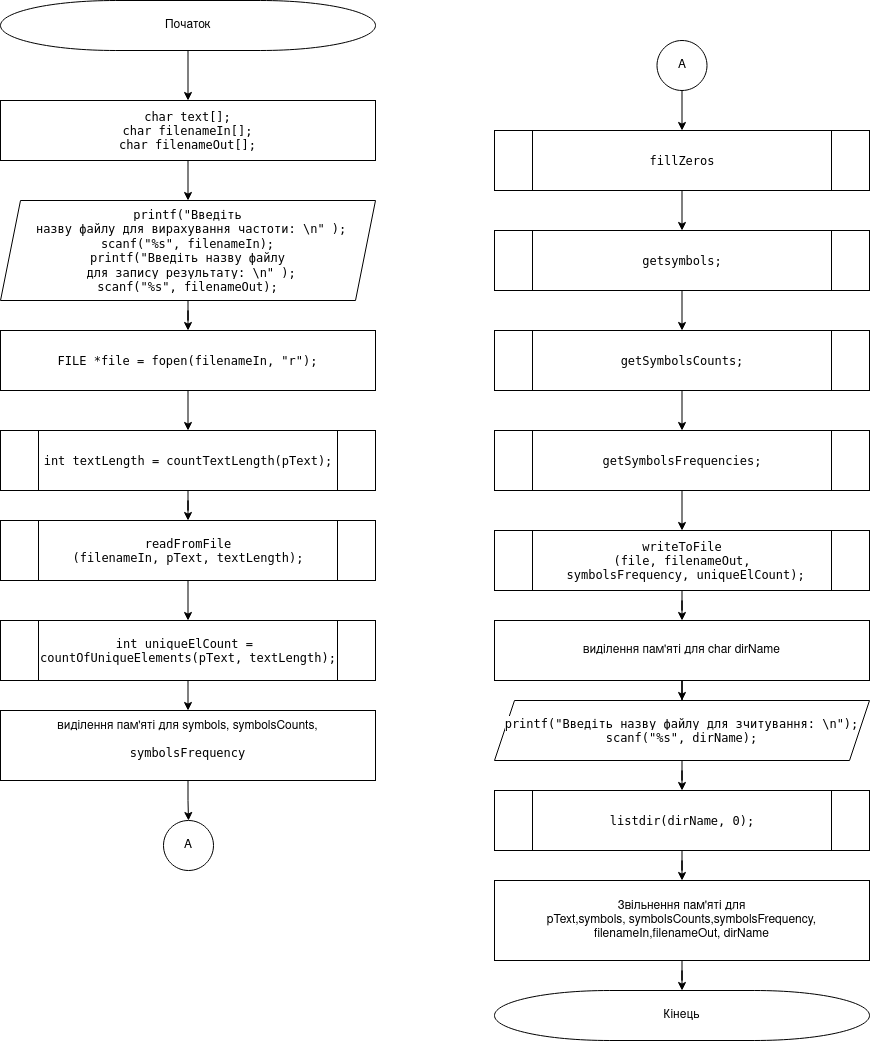 Початок
char text[];
char filenameIn[];
char filenameOut[];
printf("Введіть
назву файлу для вирахування частоти: \n" );
scanf("%s", filenameIn);
printf("Введіть назву файлу
для запису результату: \n" );
scanf("%s", filenameOut);
FILE *file = fopen(filenameIn, "r");
int textLength = countTextLength(pText);
readFromFile
(filenameIn, pText, textLength);
int uniqueElCount =
countOfUniqueElements(pText, textLength);
виділення пам'яті для symbols, symbolsCounts,
symbolsFrequency
A
A
fillZeros
getsymbols;
getSymbolsCounts;
getSymbolsFrequencies;
writeToFile
(file, filenameOut,
symbolsFrequency, uniqueElCount);
виділення пам'яті для char dirName
printf("Введіть назву файлу для зчитування: \n");
scanf("%s", dirName);
listdir(dirName, 0);
Звільнення пам'яті для
pText,symbols, symbolsCounts,symbolsFrequency,
filenameIn,filenameOut, dirName
Кінець